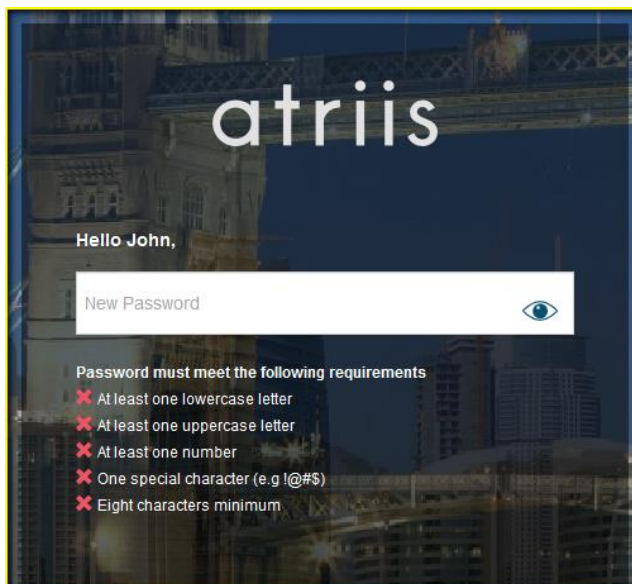 atriis
Hello John,
New Password
Password must meet the following requirements
At least one lowercase letter
At least one uppercase letter
At least one number
One special character (e.g !@#$)
Eight characters minimum